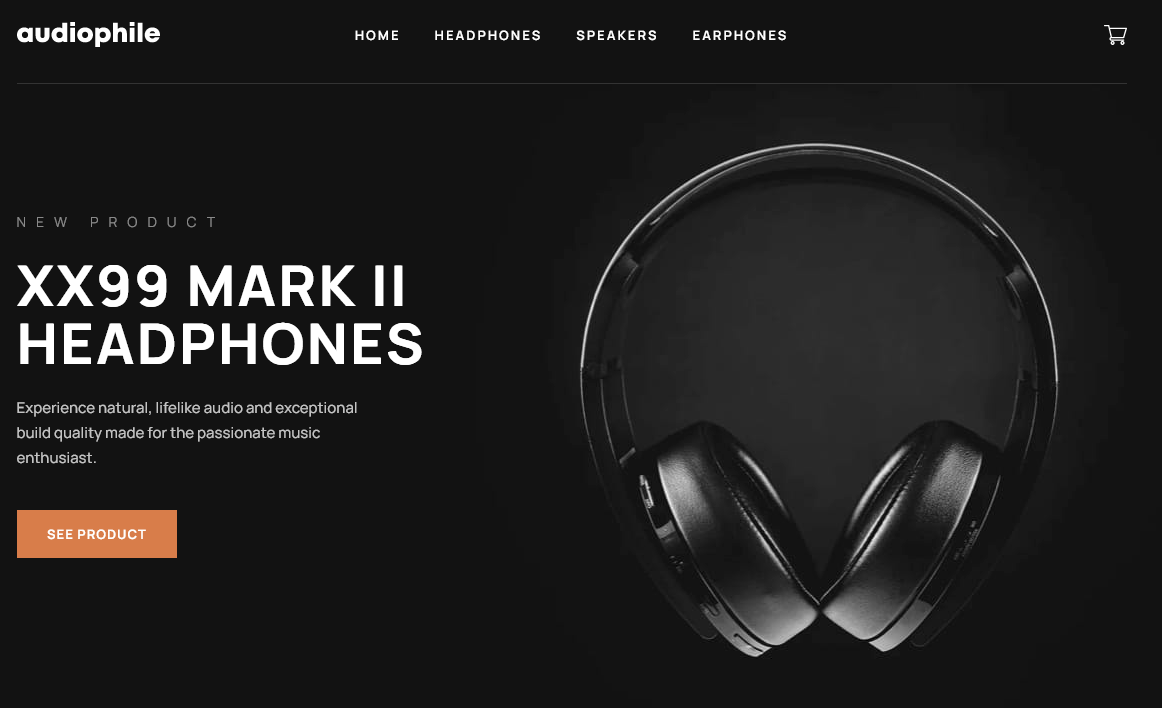 audiophile
HOME HEADPHONES SPEAKERS EARPHONES
NEW PRODUCT
XX99 MARK II
HEADPHONES
Experience natural, lifelike audio and exceptional
build quality made for the passionate music
enthusiast.
SEE PRODUCT